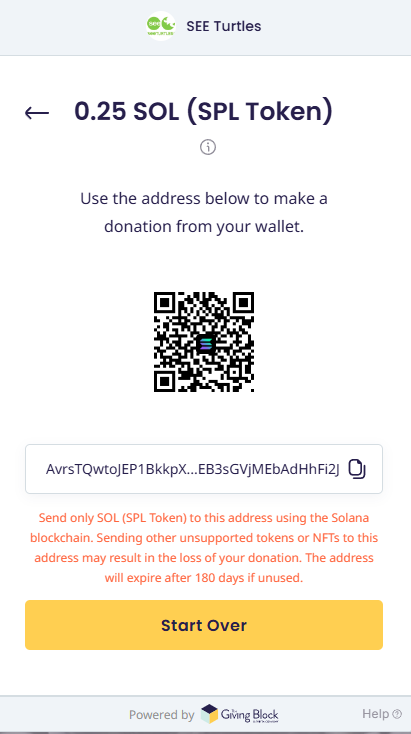 SEE Turtles
0.25 SOL (SPL Token)
Use the address below to make a
donation from your wallet.
AvrsTQwtoJEP1BkkpX...EB3sGVjMEbAdHhFi2J
Send only SOL (SPL Token) to this address using the Solana
blockchain. Sending other unsupported tokens or NFTs to this
address may result in the loss of your donation. The address
will expire after 180 days if unused.
Start Over
Powered by Giving Block
Help